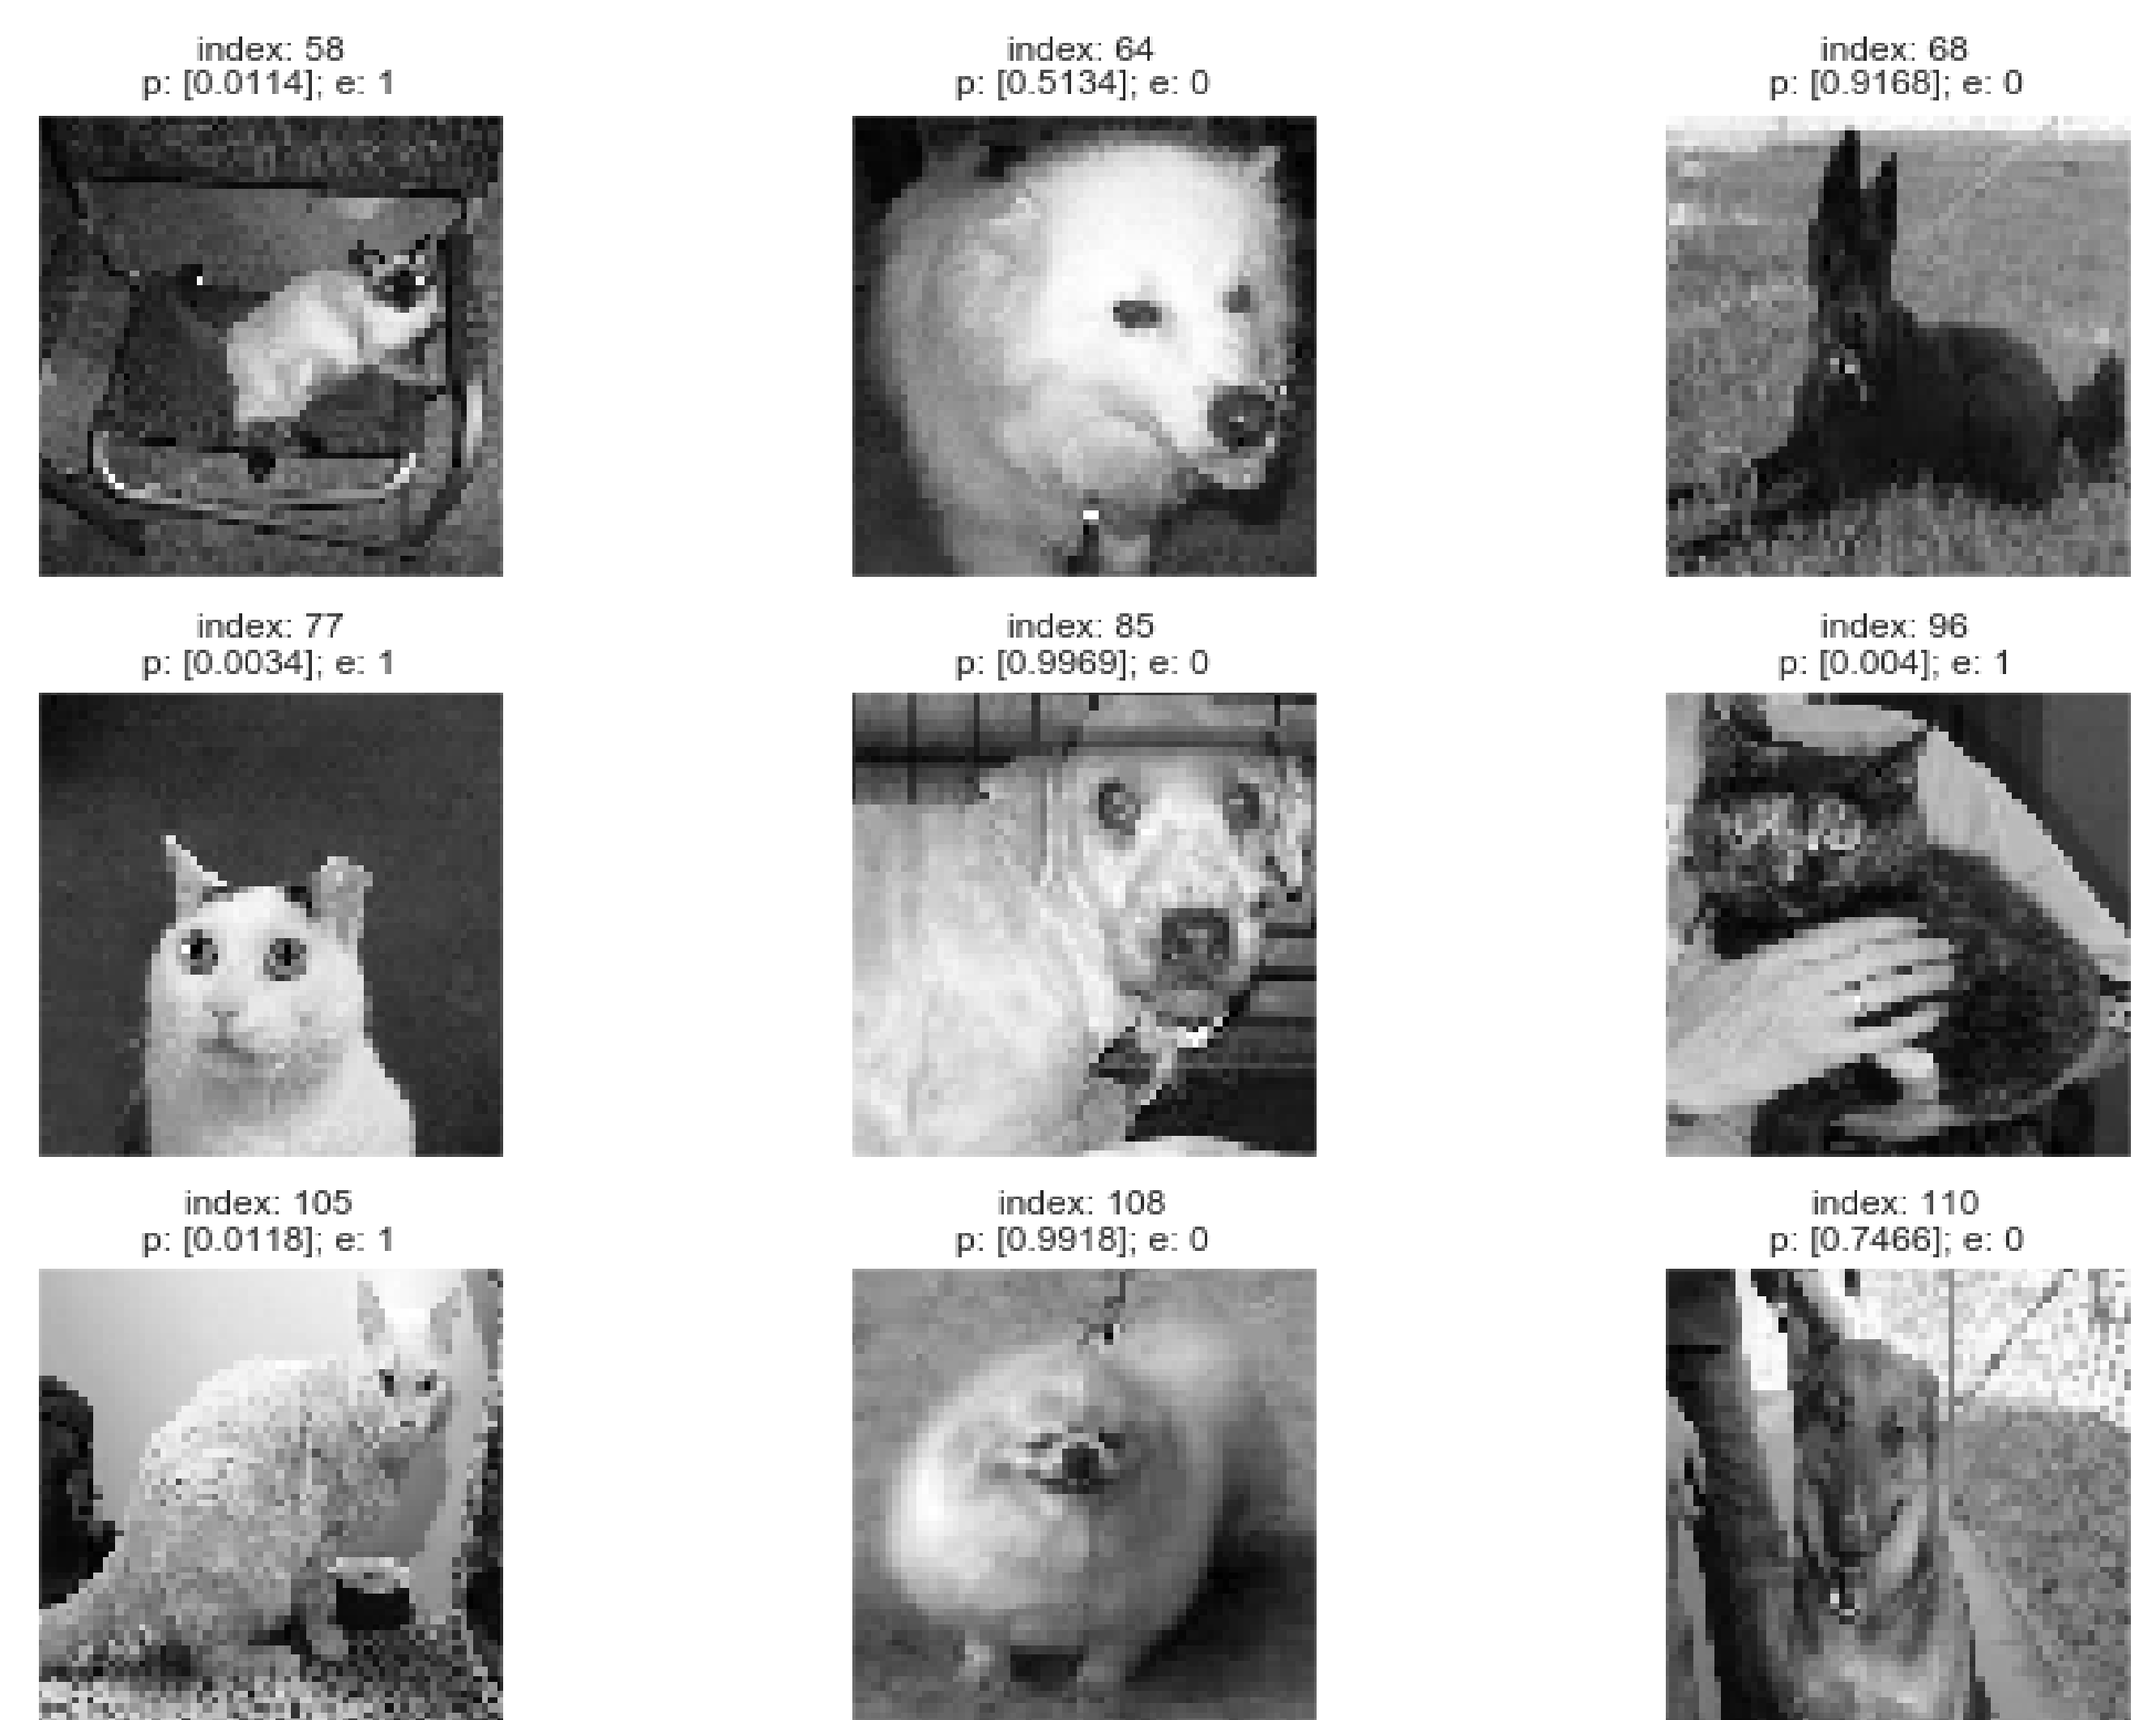 index: 58
p: [0.0114]; e: 1
index: 64
p: [0.5134]; e: 0
index: 68
p: [0.9168]; e: 0
index: 77
p: [0.0034]; e: 1
index: 85
p: [0.9969]; e: 0
index: 96
p: [0.004]; e: 1
index: 105
p: [0.0118]; e: 1
index: 108
p: [0.9918]; e: 0
index: 110
p: [0.7466]; e: 0